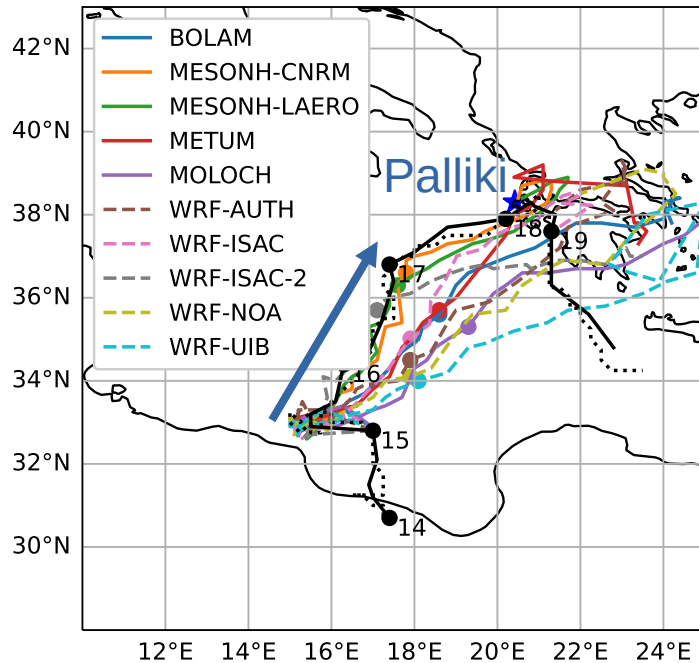 42°N
40°N
38°N
36°N
34°N
32°N
30°N
BOLAM
MESONH-CNRM
MESONH-LAERO
METUM
MOLOCH
WRF-AUTH
WRF-ISAC
WRF-ISAC-2
WRF-NOA
WRF-UIB
Palliki
18
19
17
16
15
14
12°E
14°E
16°E
18°E
20°E
22°E
24°E